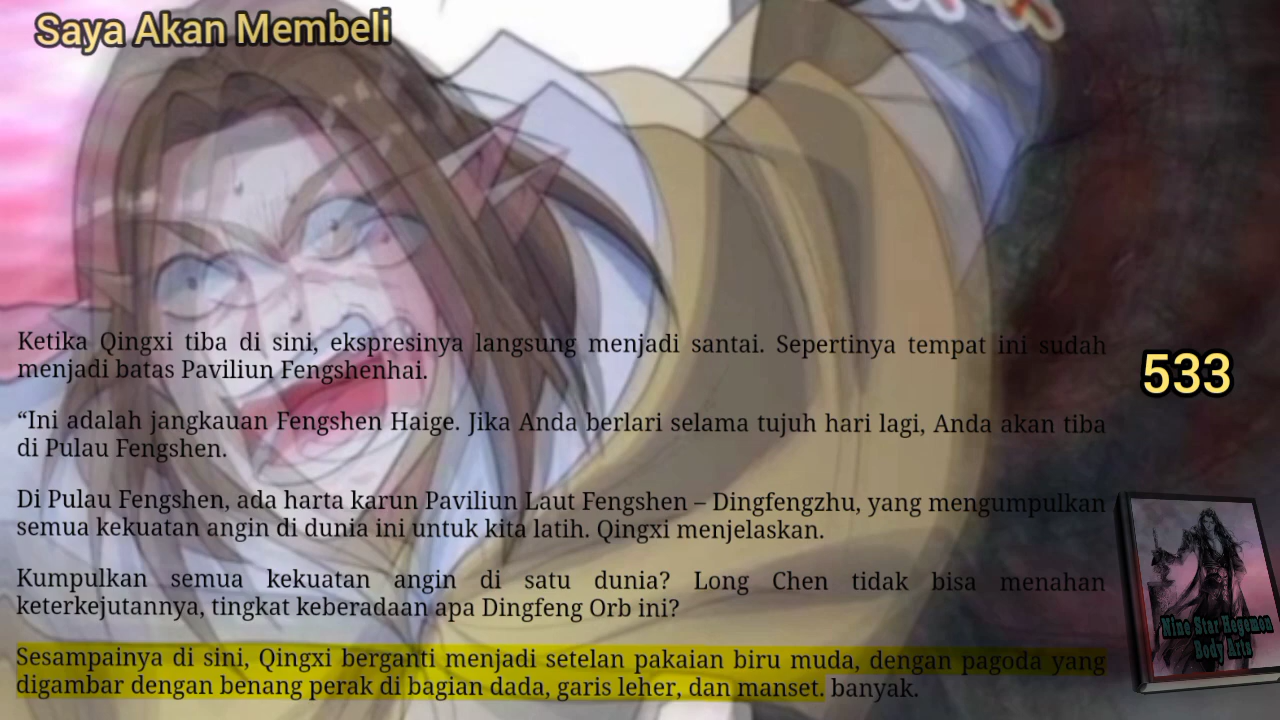 Saya Akan Membeli
Ketika Qingxi tiba di sini, ekspresinya langsung menjadi santai. Sepertinya tempat ini sudah
menjadi batas Paviliun Fengshenhai.
533
“Ini adalah jangkauan Fengshen Haige. Jika Anda berlari selama tujuh hari lagi, Anda akan tiba
di Pulau Fengshen.
Di Pulau Fengshen, ada harta karun Paviliun Laut Fengshen – Dingfengzhu, yang mengumpulkan
semua kekuatan angin di dunia ini untuk kita latih. Qingxi menjelaskan.
Kumpulkan semua kekuatan angin di satu dunia? Long Chen tidak bisa menahan
keterkejutannya, tingkat keberadaan apa Dingfeng Orb ini?
Sesampainya di sini, Qingxi berganti menjadi setelan pakaian biru muda, dengan pagoda yang
digambar dengan benang perak di bagian dada, garis leher, dan manset. banyak.
Nine Star Hegemon
Body Arts